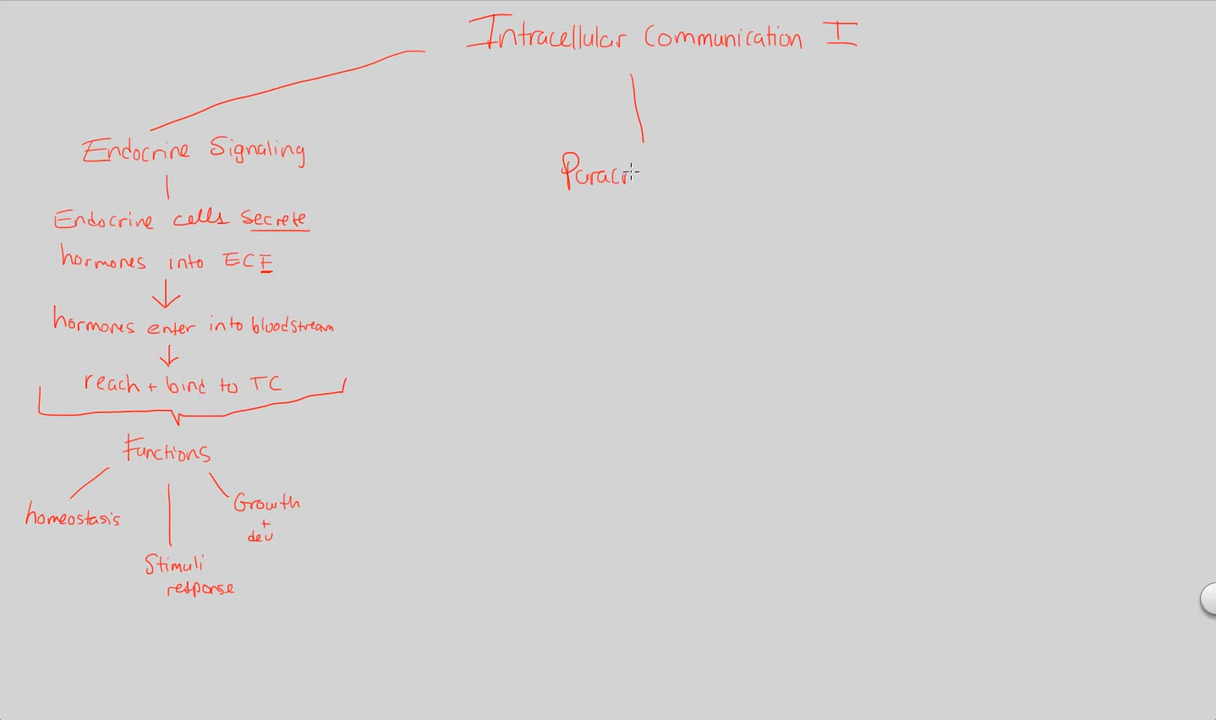 Intracellular Communication I
Endocrine Signaling
Paracr
Endocrine cells secrete
hormones into ECF
hormones enter into bloodstream
reach + bind to TC
Functions
homeostasis
Growth
+
dev
Stimuli
response